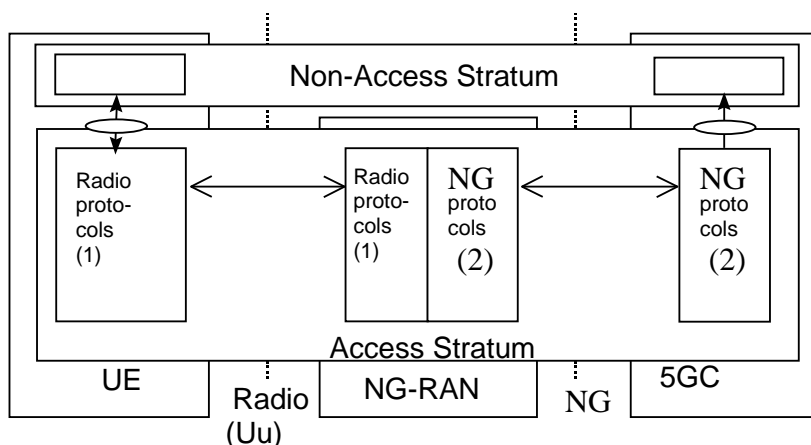 Non-Access Stratum
Radio
proto-
cols
(1)
Radio
proto-
cols
(1)
NG
proto
cols
(2)
NG
proto
cols
(2)
Access Stratum
UE
Radio
(Uu)
NG-RAN
NG
5GC